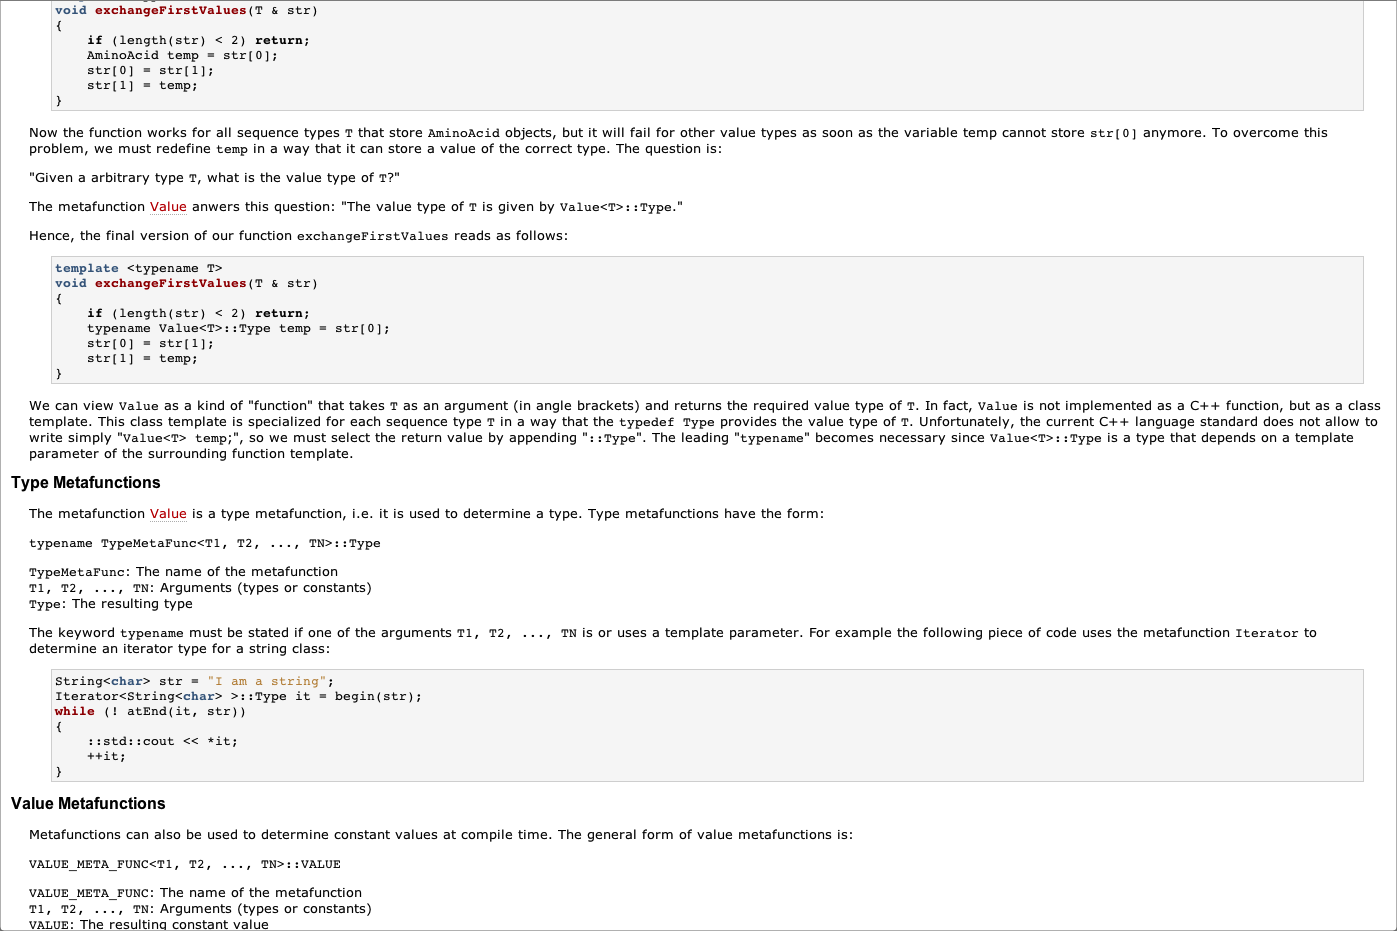 void exchangeFirstValues(T & str)
{
    if (length(str) < 2) return;
    AminoAcid temp = str[0];
    str[0] = str[1];
    str[1] = temp;
}
Now the function works for all sequence types T that store AminoAcid objects, but it will fail for other value types as soon as the variable temp cannot store str[0] anymore. To overcome this
problem, we must redefine temp in a way that it can store a value of the correct type. The question is:
"Given a arbitrary type T, what is the value type of T?"
The metafunction Value anwers this question: "The value type of T is given by Value<T>::Type."
Hence, the final version of our function exchangeFirstValues reads as follows:
template <typename T>
void exchangeFirstValues(T & str)
{
    if (length(str) < 2) return;
    typename Value<T>::Type temp = str[0];
    str[0] = str[1];
    str[1] = temp;
}
We can view Value as a kind of "function" that takes T as an argument (in angle brackets) and returns the required value type of T. In fact, Value is not implemented as a C++ function, but as a class
template. This class template is specialized for each sequence type T in a way that the typedef Type provides the value type of T. Unfortunately, the current C++ language standard does not allow to
write simply "Value<T> temp;", so we must select the return value by appending "::Type". The leading "typename" becomes necessary since Value<T>::Type is a type that depends on a template
parameter of the surrounding function template.
Type Metafunctions
The metafunction Value is a type metafunction, i.e. it is used to determine a type. Type metafunctions have the form:
typename TypeMetaFunc<T1, T2, ..., TN>::Type
TypeMetaFunc: The name of the metafunction
T1, T2, ..., TN: Arguments (types or constants)
Type: The resulting type
The keyword typename must be stated if one of the arguments T1, T2, ..., TN is or uses a template parameter. For example the following piece of code uses the metafunction Iterator to
determine an iterator type for a string class:
String<char> str = "I am a string";
Iterator<String<char> >::Type it = begin(str);
while (! atEnd(it, str))
{
    ::std::cout << *it;
    ++it;
}
Value Metafunctions
Metafunctions can also be used to determine constant values at compile time. The general form of value metafunctions is:
VALUE_META_FUNC<T1, T2, ..., TN>::VALUE
VALUE_META_FUNC: The name of the metafunction
T1, T2, ..., TN: Arguments (types or constants)
VALUE: The resulting constant value